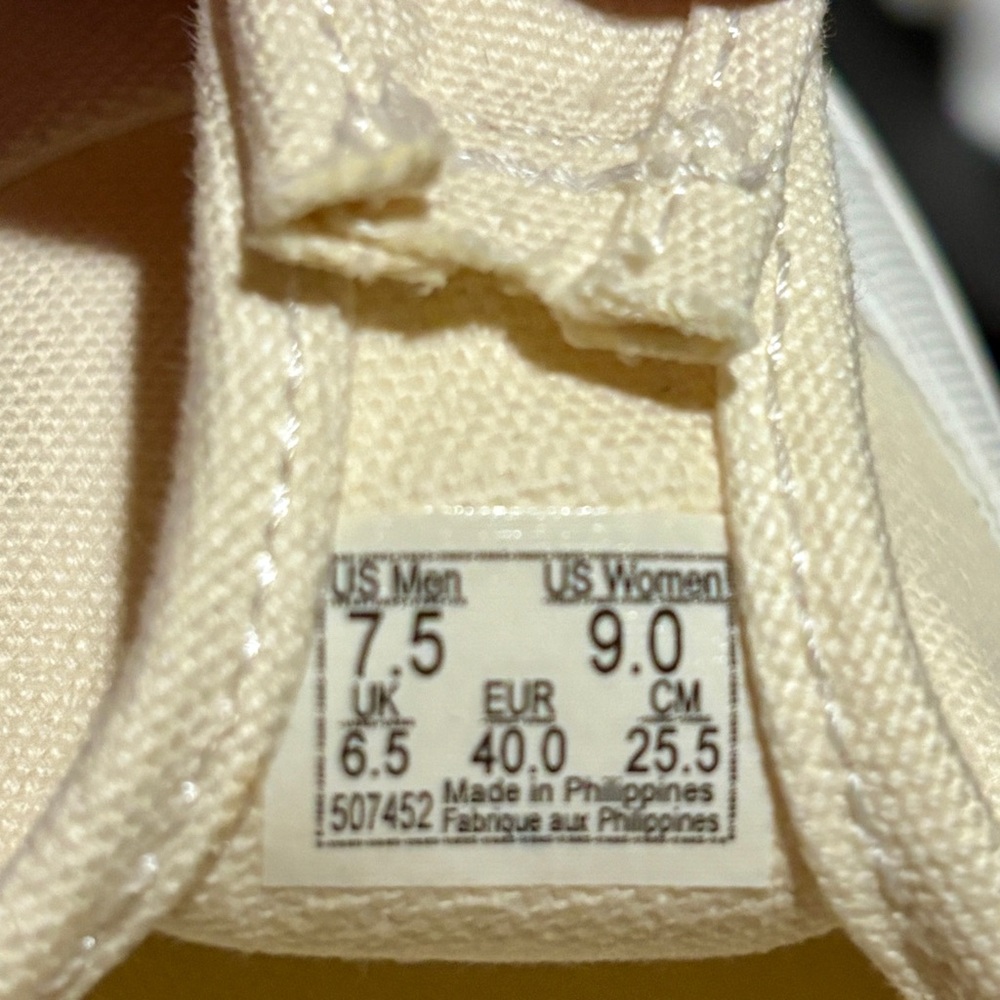 US Men US Women
7.5 9.0
UK EUR CM
6.5 40.0 25.5
507452 Made in Philippines
Fabrique aux Philippines